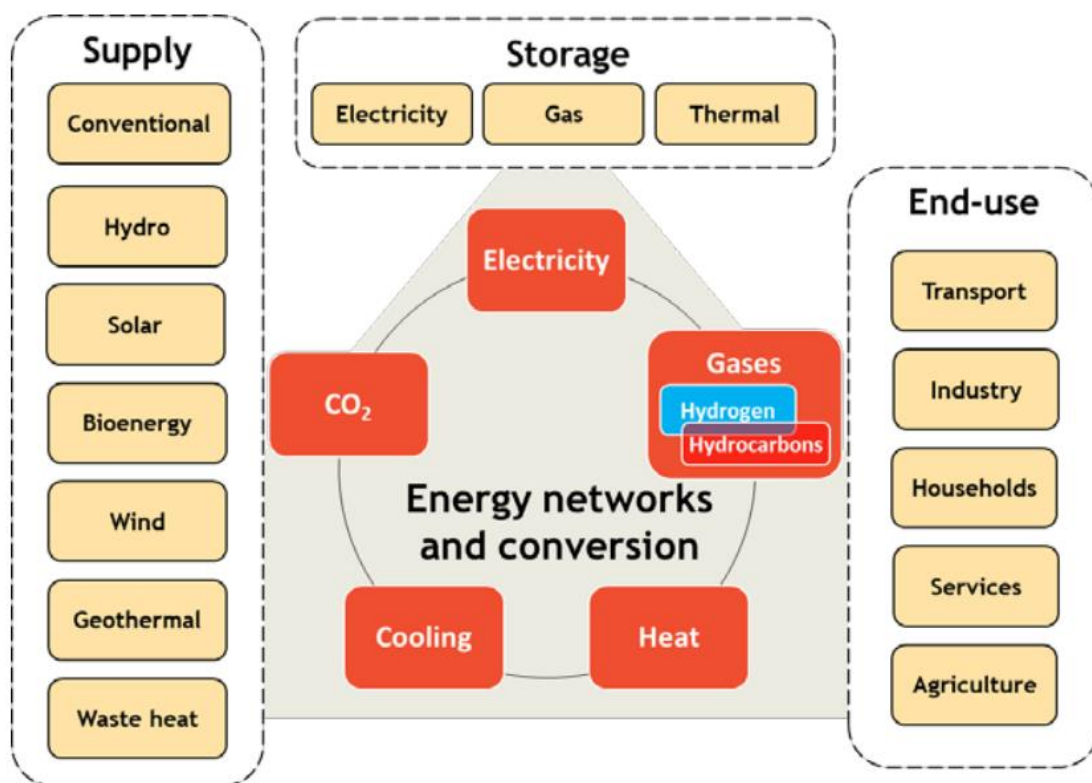 Supply
Conventional
Hydro
Solar
Bioenergy
Wind
Geothermal
Waste heat
Storage
Electricity
Gas
Thermal
Electricity
Gases
Hydrogen
Hydrocarbons
CO₂
Energy networks
and conversion
Cooling
Heat
End-use
Transport
Industry
Households
Services
Agriculture